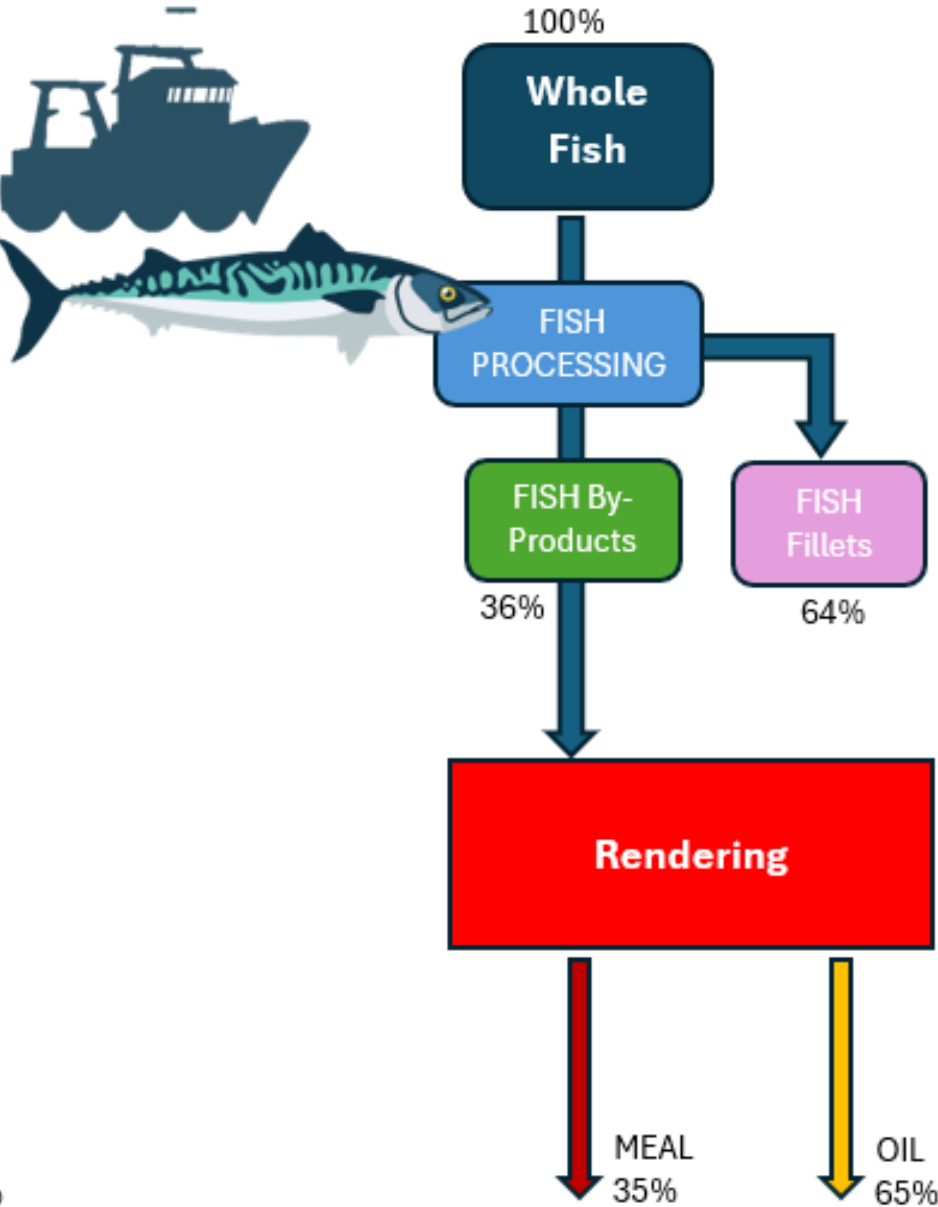 100%
Whole
Fish
FISH
PROCESSING
FISH By-
Products
FISH
Fillets
36%
64%
Rendering
MEAL
35%
OIL
65%